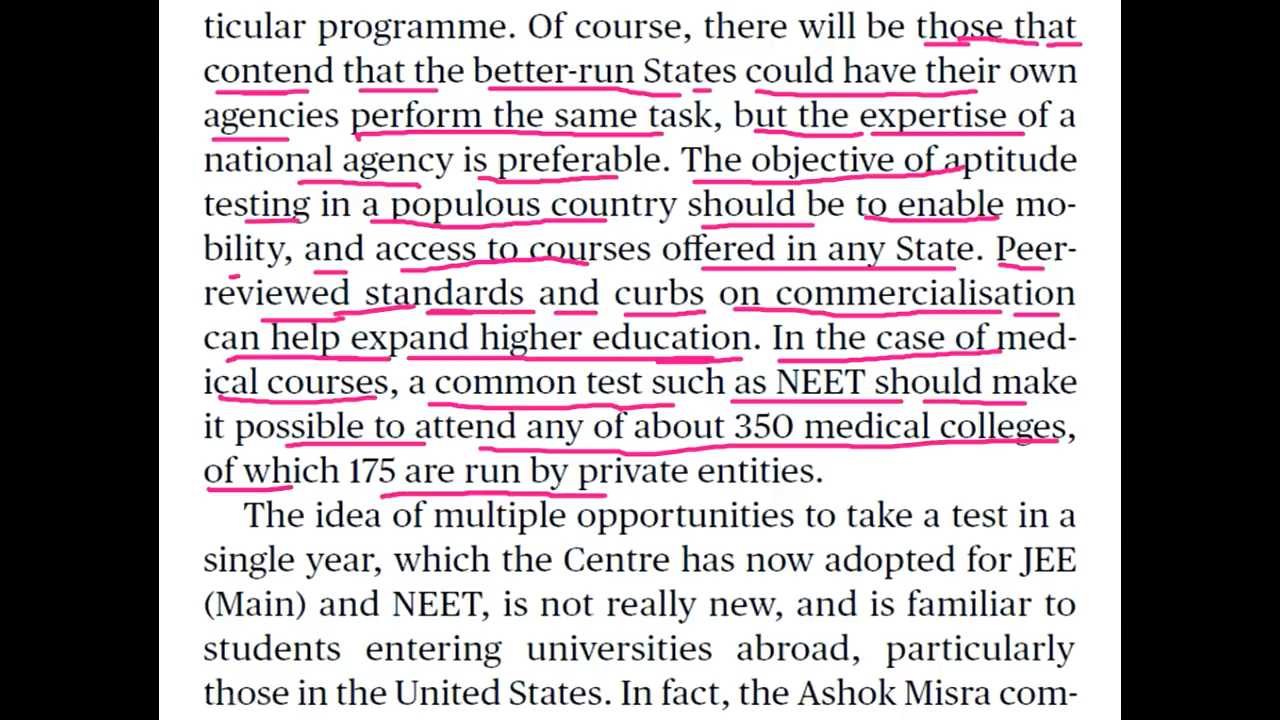 ticular programme. Of course, there will be those that
contend that the better-run States could have their own
agencies perform the same task, but the expertise of a
national agency is preferable. The objective of aptitude
testing in a populous country should be to enable mo-
bility, and access to courses offered in any State. Peer-
reviewed standards and curbs on commercialisation
can help expand higher education. In the case of med-
ical courses, a common test such as NEET should make
it possible to attend any of about 350 medical colleges,
of which 175 are run by private entities.
The idea of multiple opportunities to take a test in a
single year, which the Centre has now adopted for JEE
(Main) and NEET, is not really new, and is familiar to
students entering universities abroad, particularly
those in the United States. In fact, the Ashok Misra com-